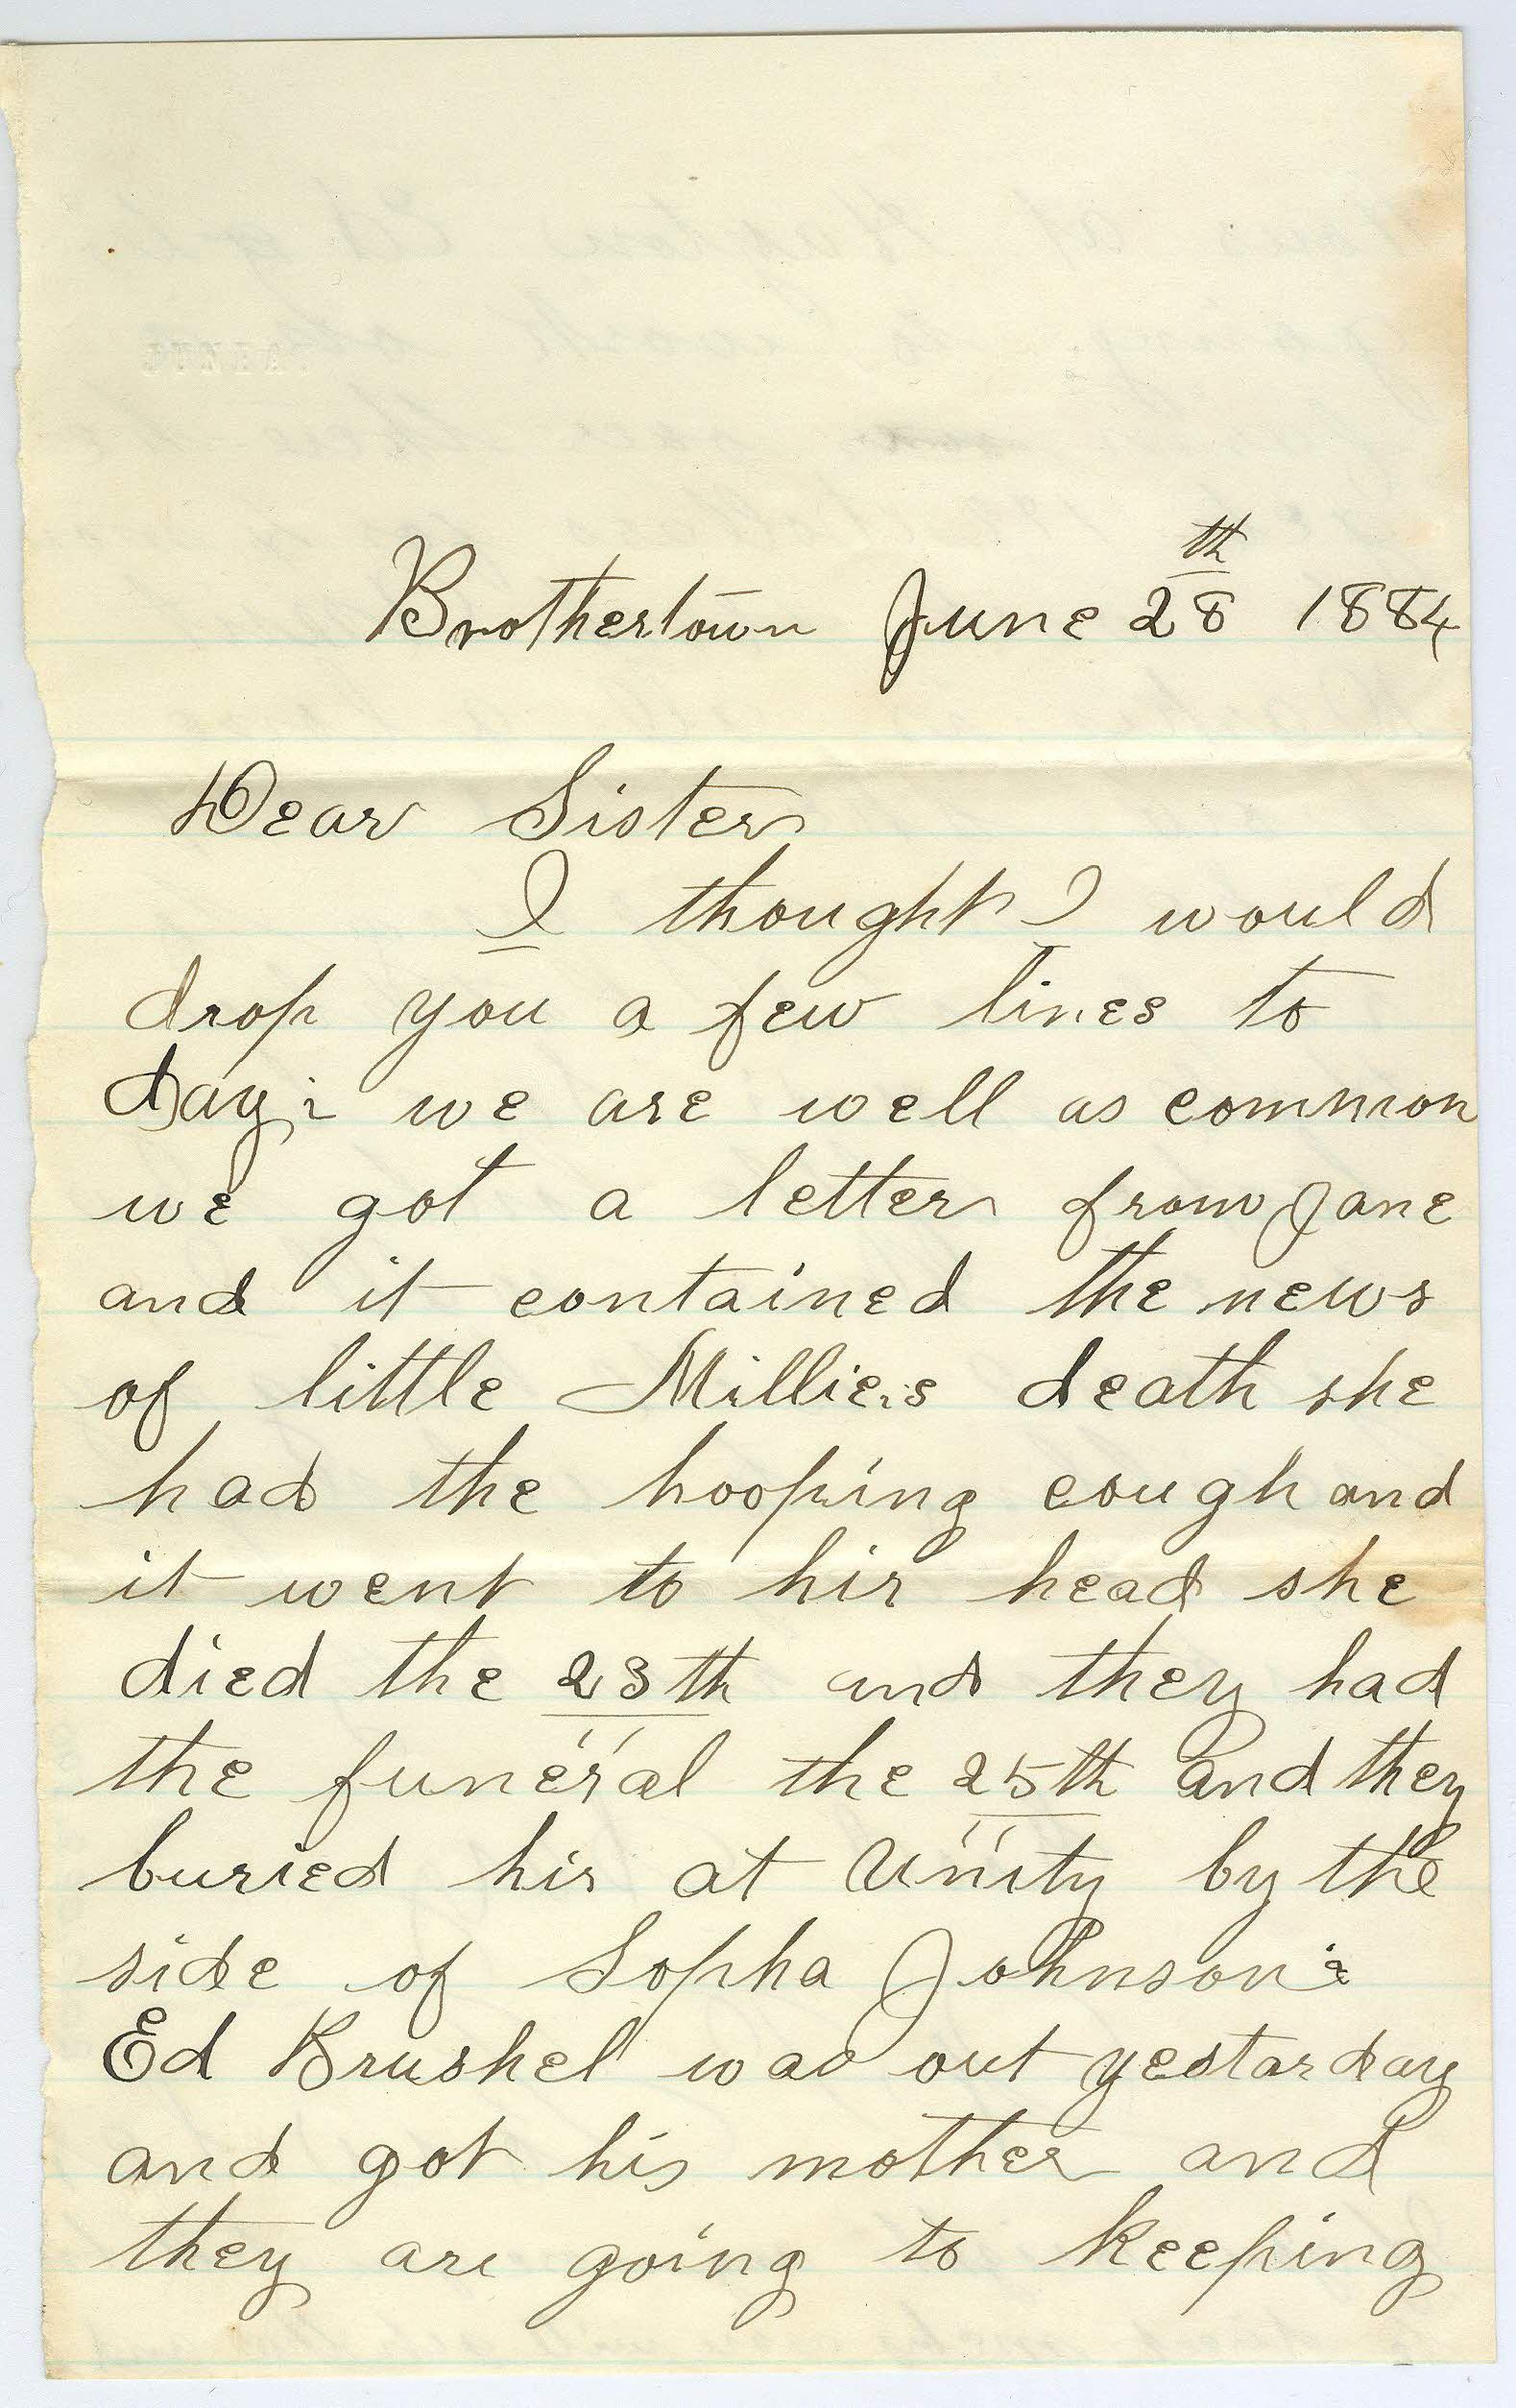 Brothertown June 28th 1884
Dear Sister
I thought I would
drop you a few lines to
day: we are well as common
we got a letter from Jane
and it contained the news
of little Millies death she
had the hooping cough and
it went to hir head she
died the 23th and they had
the funeral the 25th and they
buried hir at Unity by the
side of Sopha Johnson:
Ed Brushel was out yestarday
and got his mother and
they are going to keeping